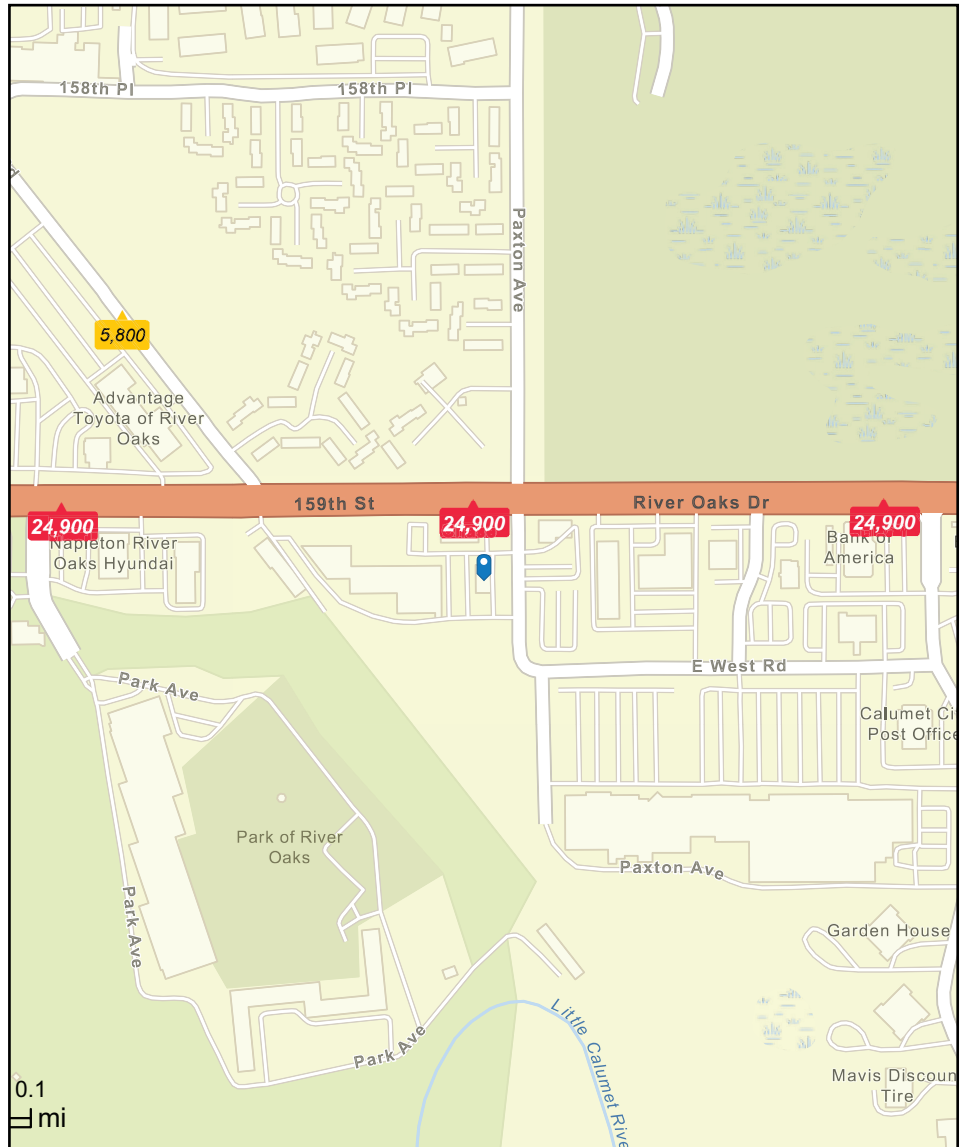 158th Pl
158th Pl
Paxton Ave
5,800
Advantage
Toyota of River
Oaks
159th St
River Oaks Dr
24,900
24,900
24,900
Napleton River
Oaks Hyundai
Bank of
America
E West Rd
Park Ave
Calumet Ci
Post Office
Park of River
Oaks
Paxton Ave
Park Ave
Garden House
Little Calumet Rive
Park Ave
Mavis Discoun
Tire
0.1
mi